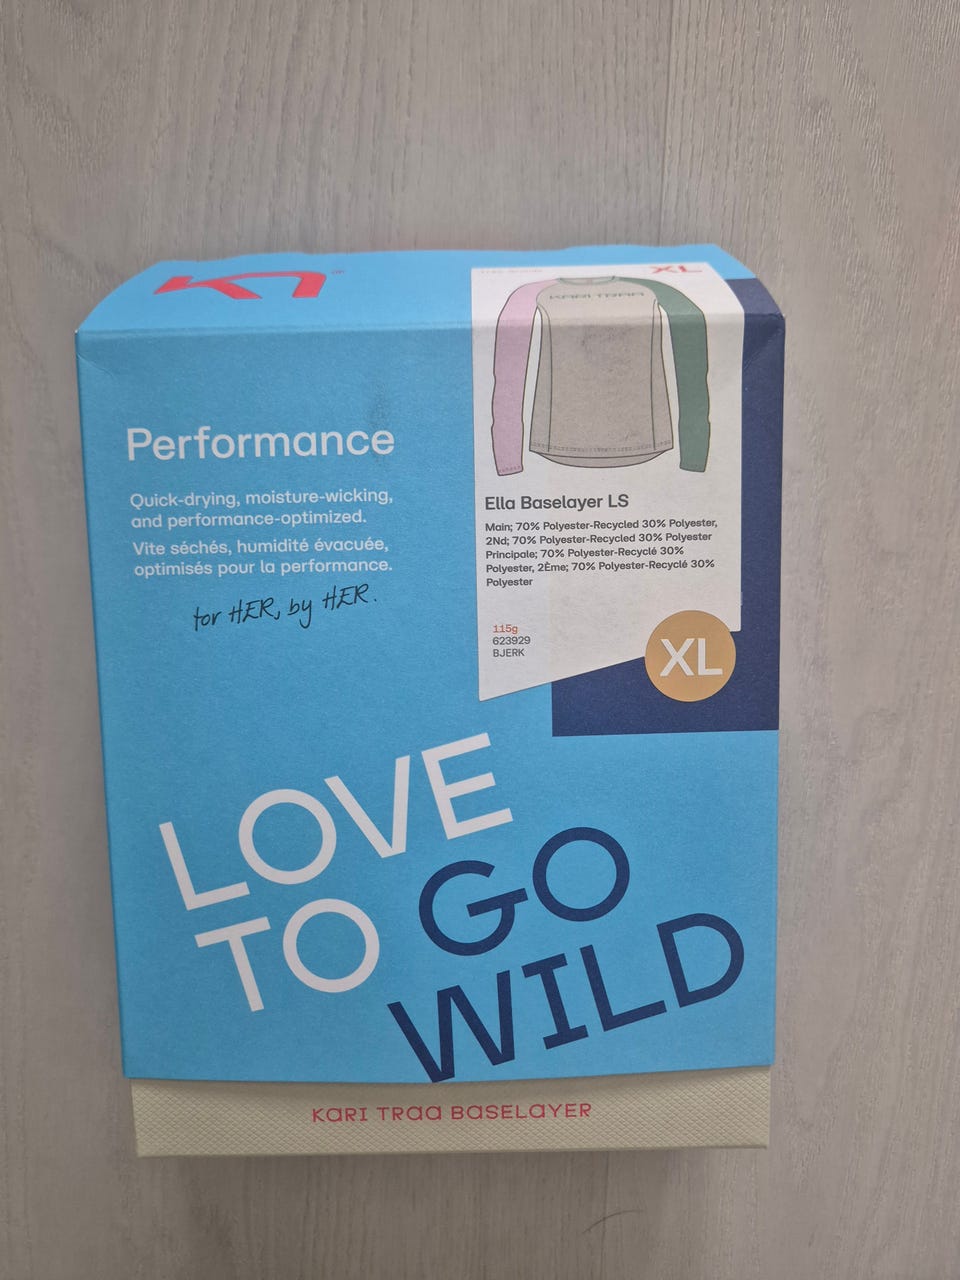 XL
KARI TRAA
Performance
Quick-drying, moisture-wicking,
and performance-optimized.
Vite séchés, humidité évacuée,
optimisés pour la performance.
for HER, by HER.
Ella Baselayer LS
Main; 70% Polyester-Recycled 30% Polyester,
2Nd; 70% Polyester-Recycled 30% Polyester
Principale; 70% Polyester-Recyclé 30%
Polyester, 2Ème; 70% Polyester-Recyclé 30%
Polyester
115g
623929
BJERK
XL
LOVE
TO GO
WILD
KARI TRAA BASELAYER